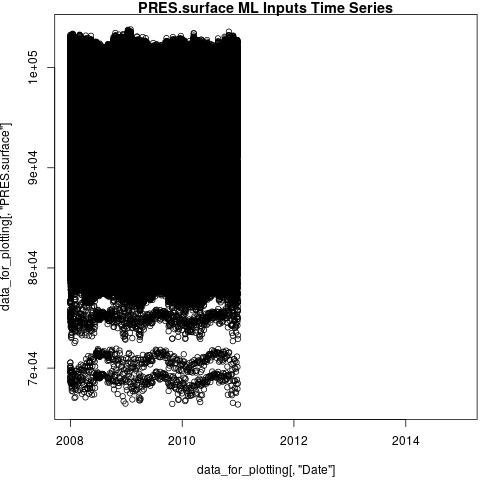 PRES.surface ML Inputs Time Series
data_for_plotting[, "PRES.surface"]
1e+05
9e+04
8e+04
7e+04
2008 2010 2012 2014
data_for_plotting[, "Date"]